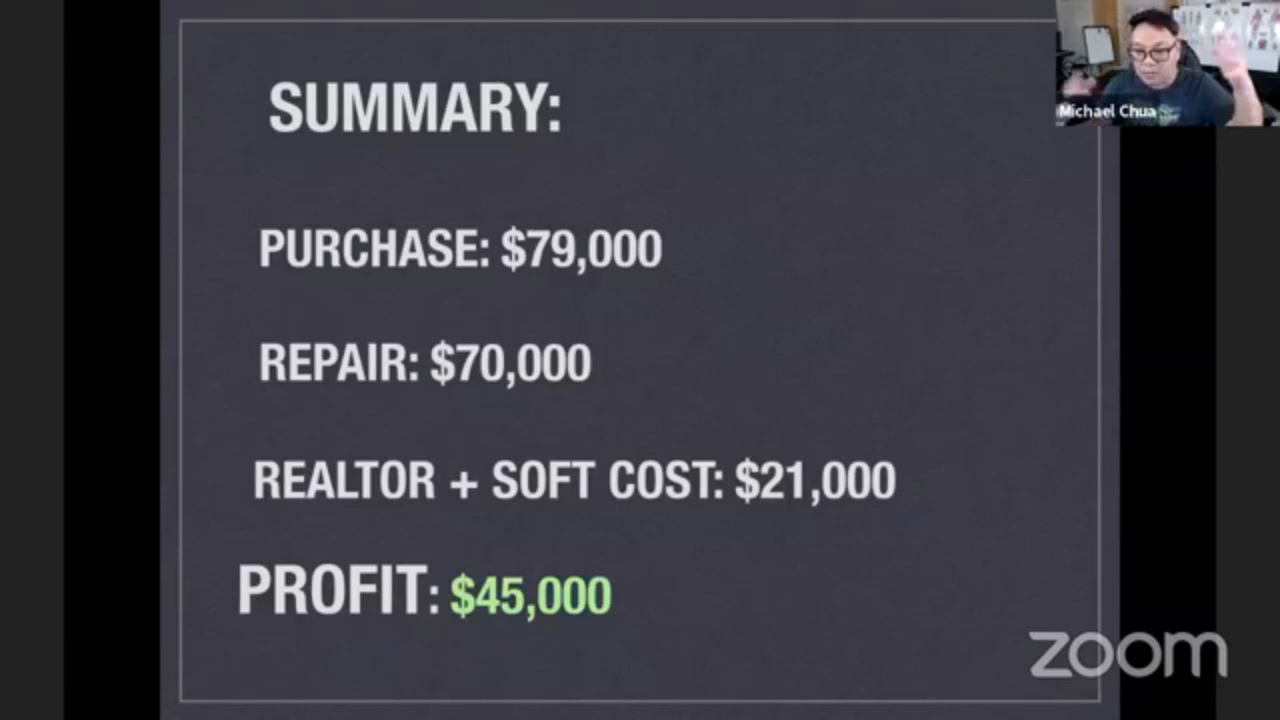 SUMMARY:
PURCHASE: $79,000
REPAIR: $70,000
REALTOR + SOFT COST: $21,000
PROFIT: $45,000
Michael Chua
zoom